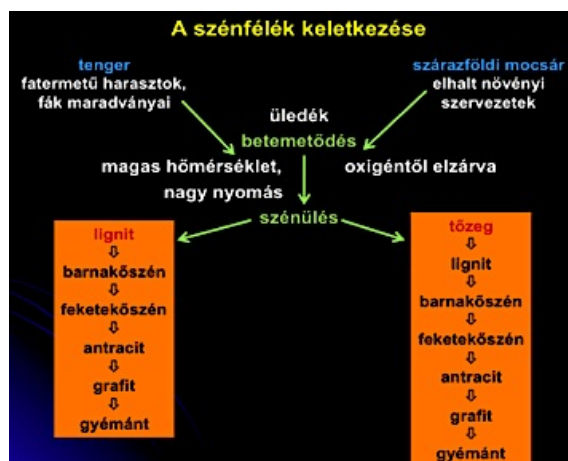 A szénfélék keletkezése
tenger
fatermetű harasztok,
fák maradványai
szárazföldi mocsár
elhalt növényi
szervezetek
üledék
betemetődés
magas hőmérséklet,
nagy nyomás
oxigéntől elzárva
szénülés
lignit
barnakőszén
feketekőszén
antracit
grafit
gyémánt
tőzeg
lignit
barnakőszén
feketekőszén
antracit
grafit
gyémánt